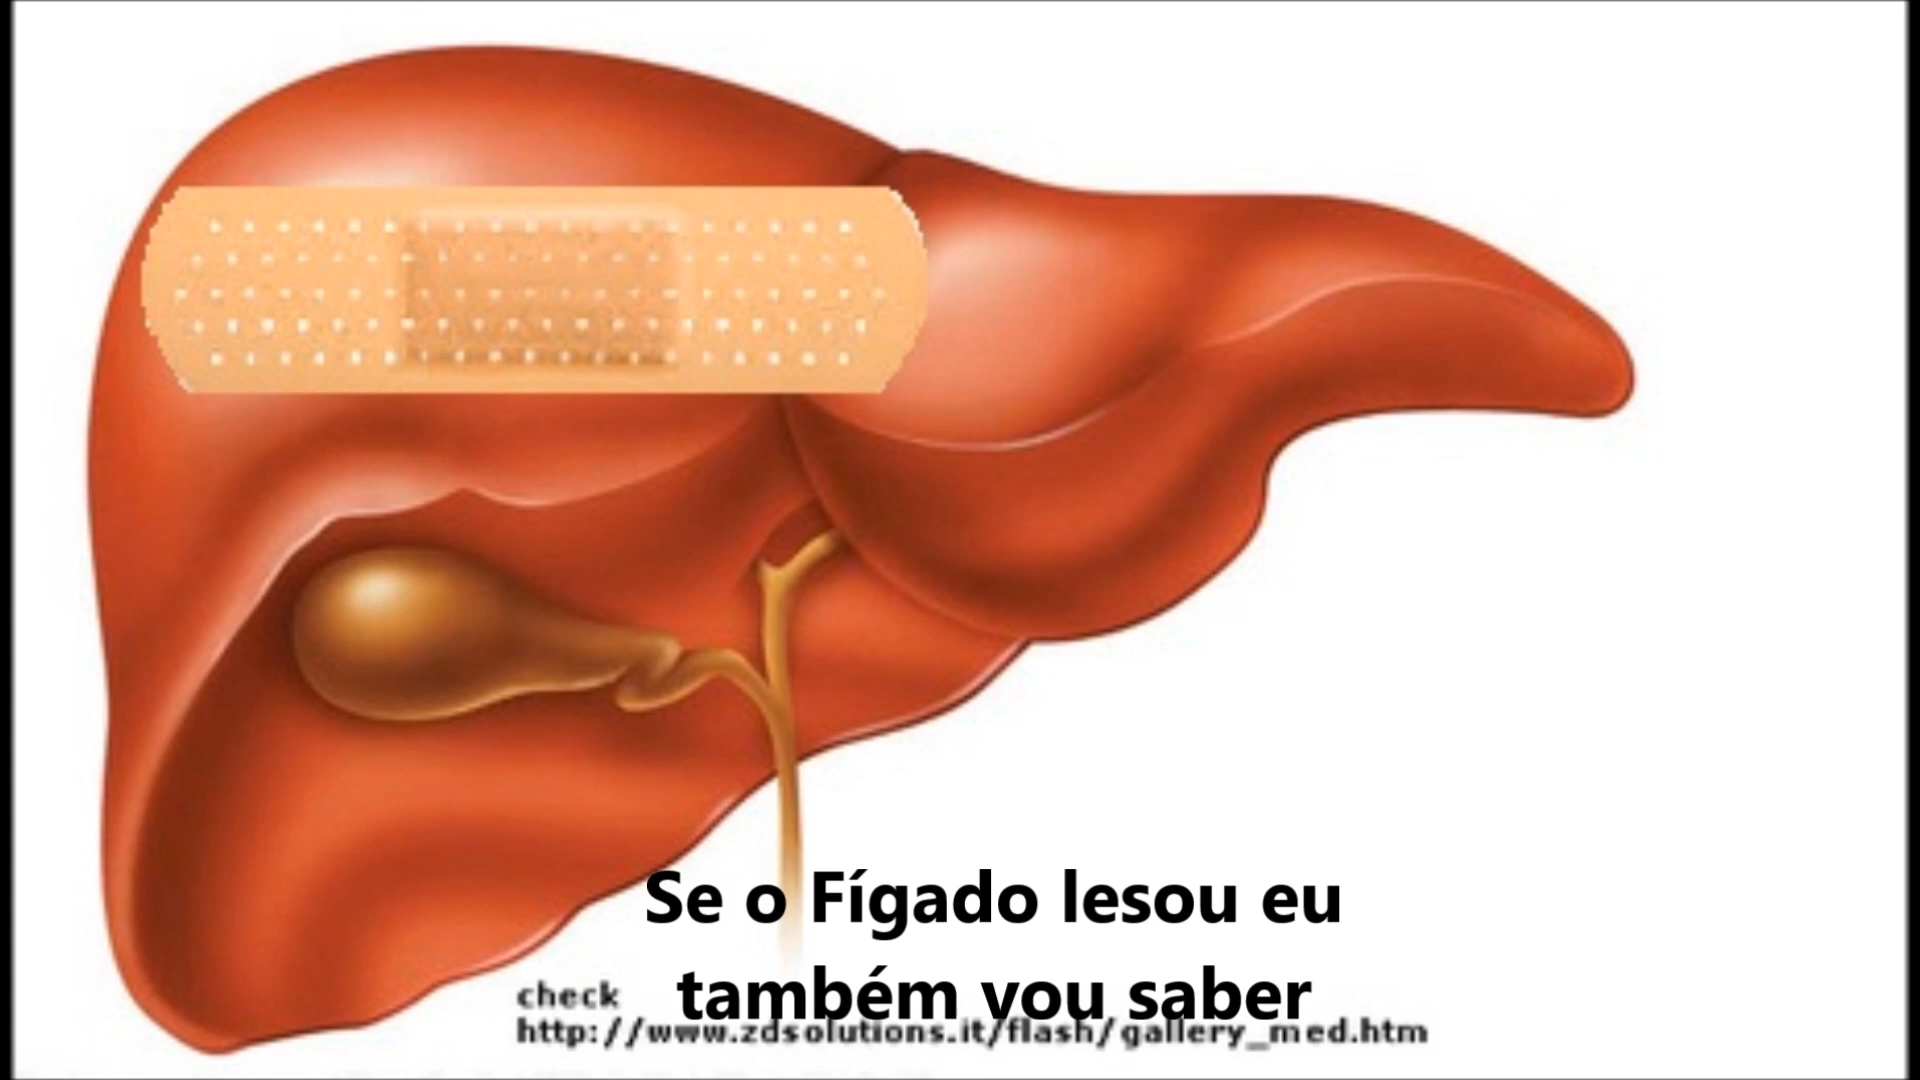 Se o Fígado lesou eu
também vou saber
check
http://www.zdsolutions.it/flash/gallery_med.htm